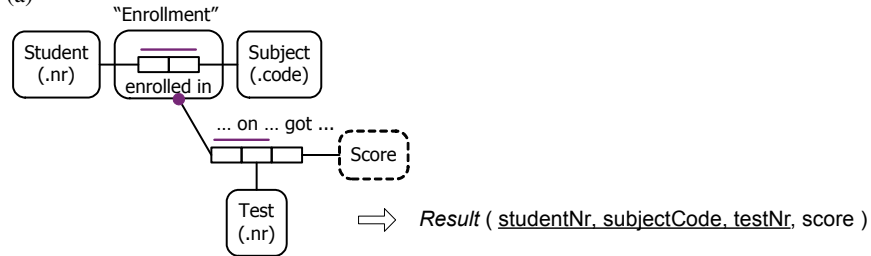 (a)
“Enrollment”
Student
(.nr)
Subject
(.code)
enrolled in
... on ... got ...
Score
Test
(.nr)
Result ( studentNr, subjectCode, testNr, score )